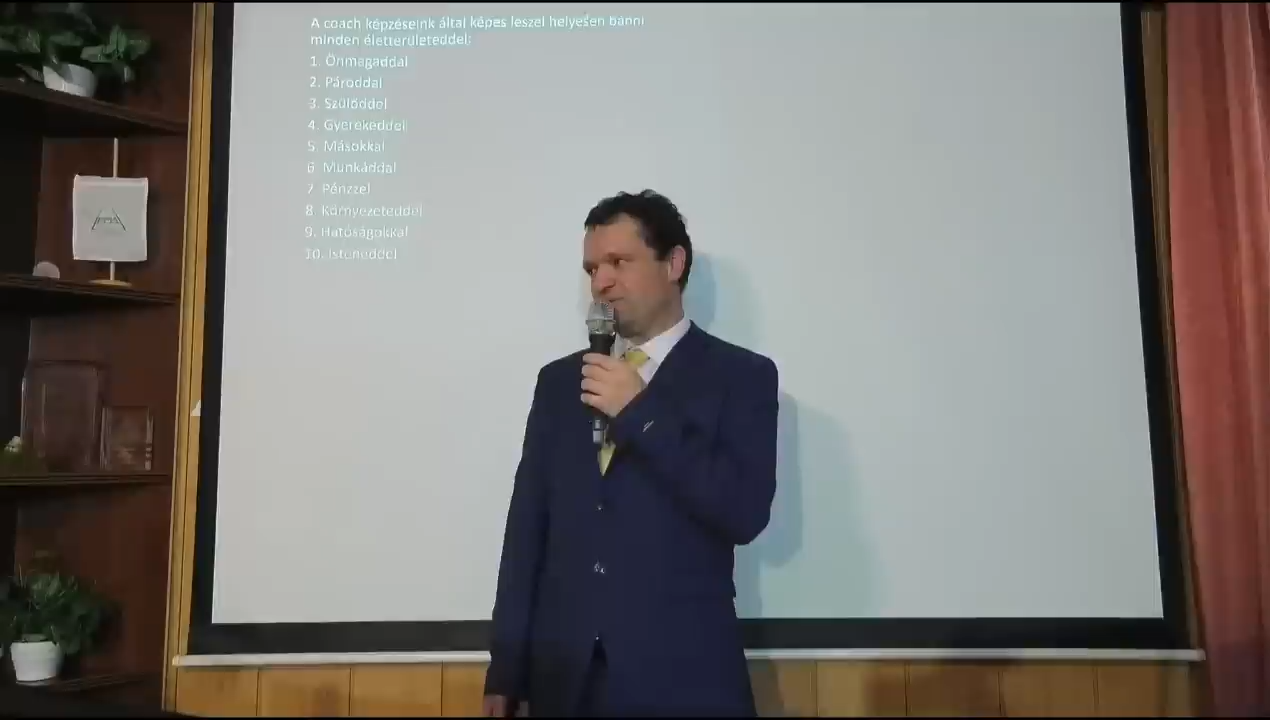 A coach képzéseink által képes leszel helyesen bánni
minden életterületeddel:
1. Önmagaddal
2. Pároddal
3. Szülőddel
4. Gyerekeddel
5. Másokkal
6. Munkáddal
7. Pénzzel
8. Környezeteddel
9. Hatóságokkal
10. Isteneddel